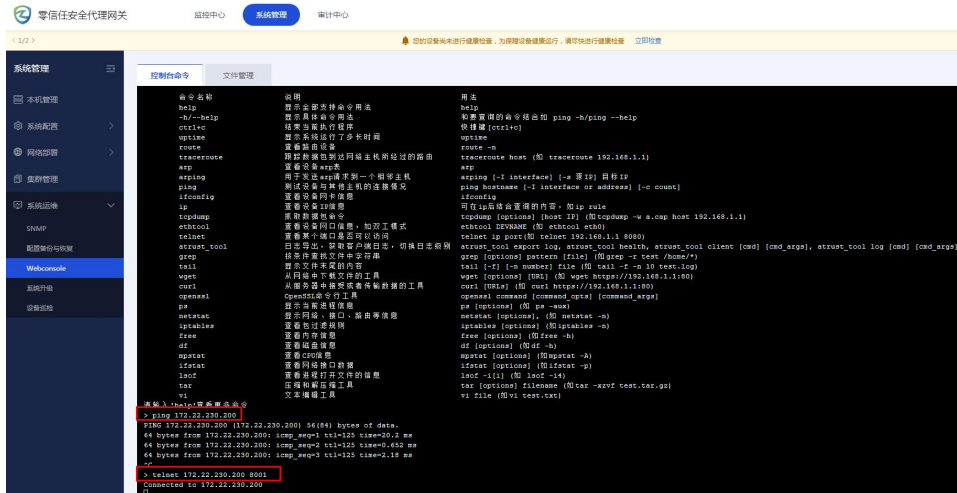 零信任安全代理网关
监控中心 系统管理 审计中心
< 1/2 > 您的设备尚未进行健康检查，为保障设备健康运行，请尽快进行健康检查 立即检查
系统管理
本机管理
系统配置
网络部署
集群管理
系统运维
SNMP
配置备份与恢复
Webconsole
系统升级
设备巡检
控制台命令 文件管理
命令名称 说明 用法
help 显示全部支持命令用法 help
-h/--help 显示具体命令用法 和要查询的命令结合如 ping -h/ping --help
ctrl+c 结束当前执行程序 快捷键[ctrl+c]
uptime 显示系统运行了多长时间 uptime
route 查看路由设备 route -n
traceroute 跟踪数据包到达网络主机所经过的路由 traceroute host (如 traceroute 192.168.1.1)
arp 查看设备arp表 arp
arping 用于发送arp请求到一个相邻主机 arping [-I interface] [-s 源IP] 目标IP
ping 测试设备与其他主机的连接情况 ping hostname [-I interface or address] [-c count]
ifconfig 查看设备网卡信息 ifconfig
ip 查看设备IP信息 可在ip后结合查询的内容，如ip rule
tcpdump 抓取数据包命令 tcpdump [options] [host IP] (如tcpdump -w a.cap host 192.168.1.1)
ethtool 查看设备网口信息，如双工模式 ethtool DEVNAME (如 ethtool eth0)
telnet 查看某个端口是否可以访问 telnet ip port(如 telnet 192.168.1.1 8080)
atrust_tool 日志导出，获取客户端日志，切换日志级别 atrust_tool export log, atrust_tool health, atrust_tool client [cmd] [cmd_args], atrust_tool log [cmd] [cmd_args]
grep 按条件查找文件中字符串 grep [options] pattern [file] (如grep -r test /home/*)
tail 显示文件末尾的内容 tail [-f] [-n number] file (如 tail -f -n 10 test.log)
wget 从网络中下载文件的工具 wget [options] [URL] (如 wget https://192.168.1.1:80)
curl 从服务器中接受或者传输数据的工具 curl [URLs] (如 curl https://192.168.1.1:80)
openssl OpenSSL命令行工具 openssl command [command_opts] [command_args]
ps 显示当前进程信息 ps [options] (如 ps -aux)
netstat 显示网络、接口、路由等信息 netstat [options], (如 netstat -n)
iptables 查看包过滤规则 iptables [options] (如iptables -n)
free 查看内存信息 free [options] (如free -h)
df 查看磁盘信息 df [options] (如df -h)
mpstat 查看CPU信息 mpstat [options] (如mpstat -A)
ifstat 查看网络接口数据 ifstat [options] (如ifstat -p)
lsof 查看进程打开文件的信息 lsof -i[i] (如 lsof -i4)
tar 压缩和解压缩工具 tar [options] filename (如tar -xzvf test.tar.gz)
vi 文本编辑工具 vi file (如vi test.txt)
请输入'help'查看更多命令
> ping 172.22.230.200
PING 172.22.230.200 (172.22.230.200) 56(84) bytes of data.
64 bytes from 172.22.230.200: icmp_seq=1 ttl=125 time=20.2 ms
64 bytes from 172.22.230.200: icmp_seq=2 ttl=125 time=0.652 ms
64 bytes from 172.22.230.200: icmp_seq=3 ttl=125 time=2.18 ms
^C
> telnet 172.22.230.200 8001
Connected to 172.22.230.200